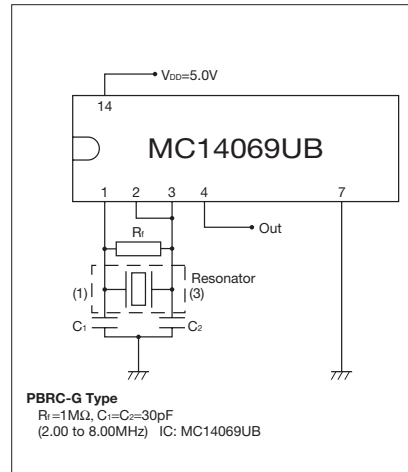 VDD=5.0V
14
MC14069UB
1 2 3 4 7
Rf
Out
Resonator
(1) (3)
C1 C2
PBRC-G Type
Rf=1MΩ, C1=C2=30pF
(2.00 to 8.00MHz) IC: MC14069UB